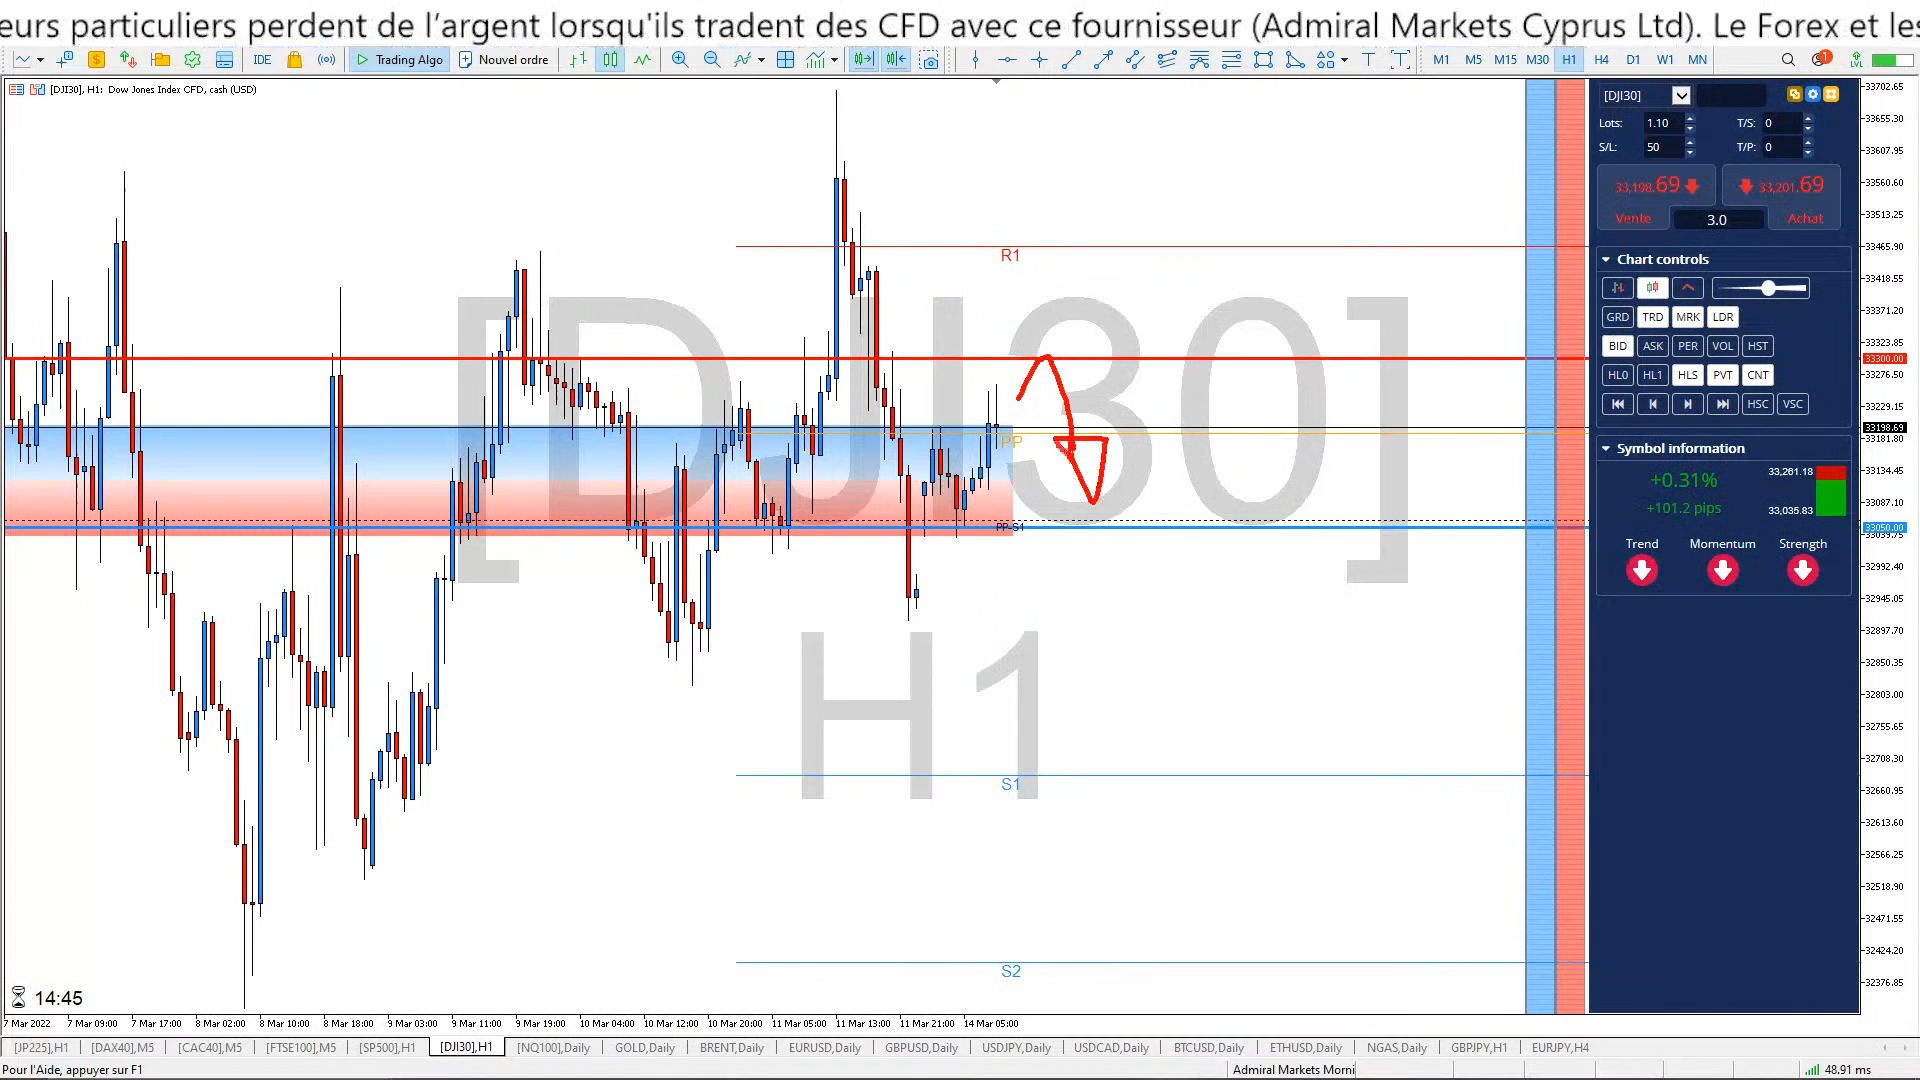 eurs particuliers perdent de l’argent lorsqu'ils tradent des CFD avec ce fournisseur (Admiral Markets Cyprus Ltd). Le Forex et les
IDE Trading Algo Nouvel ordre M1 M5 M15 M30 H1 H4 D1 W1 MN 1 LVL
[DJI30], H1: Dow Jones Index CFD, cash (USD)
[DJI30]
H1
R1
PP
PP-S1
S1
S2
14:45
33702.65
33655.30
33607.95
33560.60
33513.25
33465.90
33418.55
33371.20
33323.85
33300.00
33276.50
33229.15
33198.69
33181.80
33134.45
33087.10
33050.00
33039.75
32992.40
32945.05
32897.70
32850.35
32803.00
32755.65
32708.30
32660.95
32613.60
32566.25
32518.90
32471.55
32424.20
32376.85
7 Mar 2022 7 Mar 09:00 7 Mar 17:00 8 Mar 02:00 8 Mar 10:00 8 Mar 18:00 9 Mar 03:00 9 Mar 11:00 9 Mar 19:00 10 Mar 04:00 10 Mar 12:00 10 Mar 20:00 11 Mar 05:00 11 Mar 13:00 11 Mar 21:00 14 Mar 05:00
[DJI30]
Lots: 1.10 T/S: 0
S/L: 50 T/P: 0
33,198.69 33,201.69
Vente 3.0 Achat
Chart controls
GRD TRD MRK LDR
BID ASK PER VOL HST
HL0 HL1 HLS PVT CNT
HSC VSC
Symbol information
+0.31% 33,261.18
+101.2 pips 33,035.83
Trend Momentum Strength
[JP225],H1 [DAX40],M5 [CAC40],M5 [FTSE100],M5 [SP500],H1 [DJI30],H1 [NQ100],Daily GOLD,Daily BRENT,Daily EURUSD,Daily GBPUSD,Daily USDJPY,Daily USDCAD,Daily BTCUSD,Daily ETHUSD,Daily NGAS,Daily GBPJPY,H1 EURJPY,H4
Pour l'Aide, appuyer sur F1 Admiral Markets Morni 48.91 ms